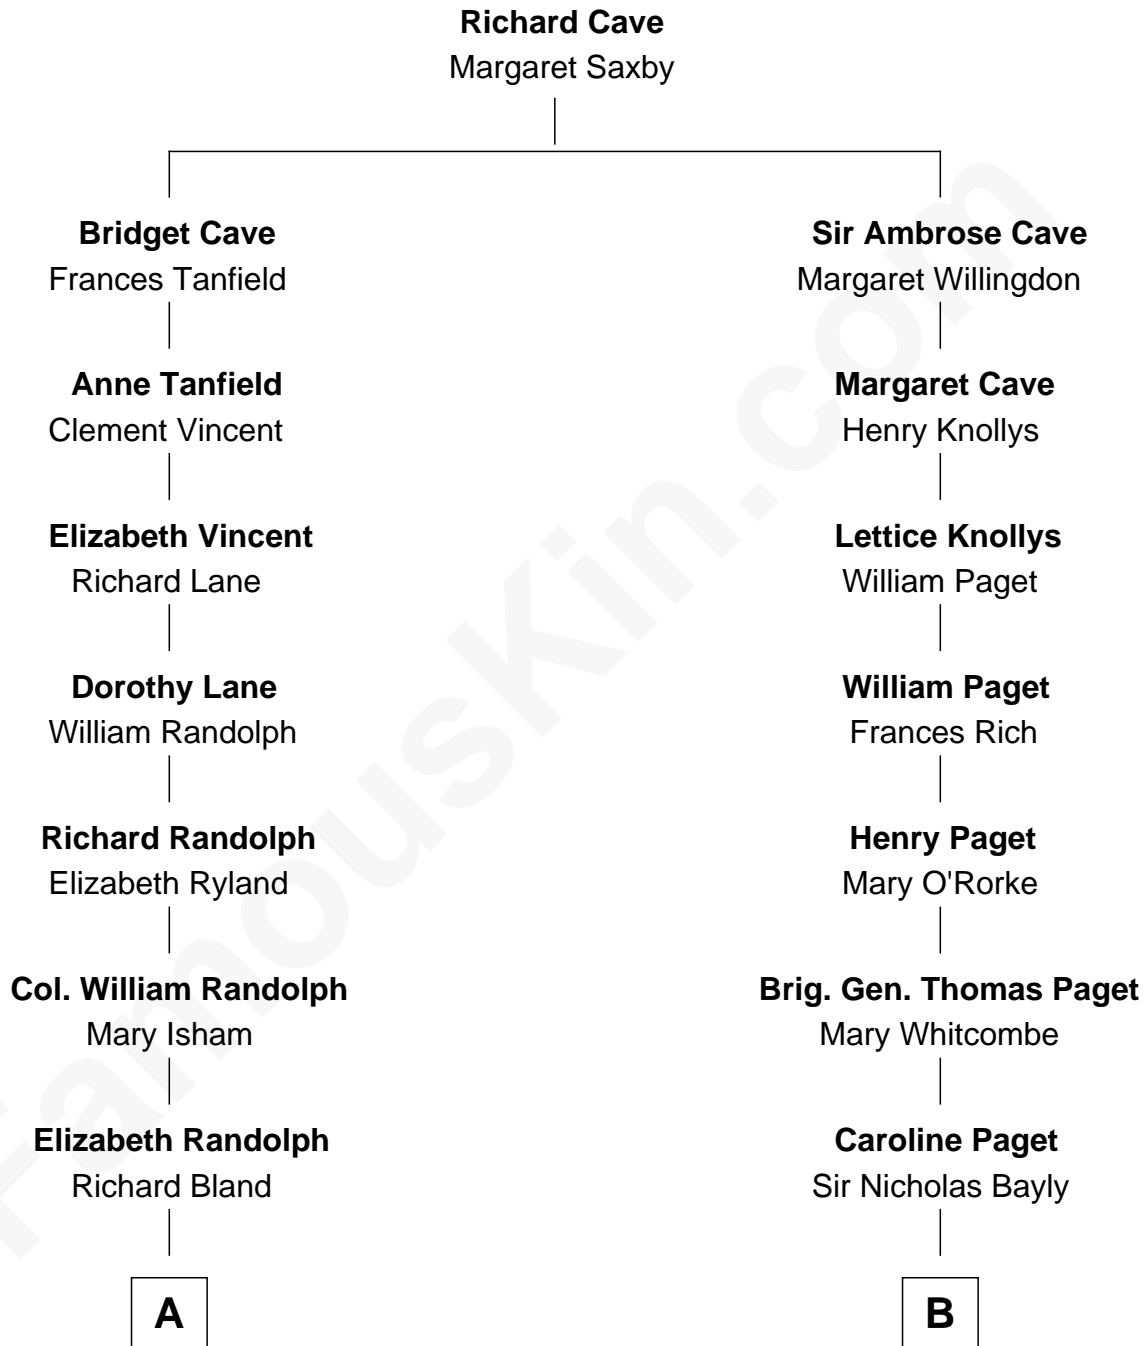 Richard Cave
Margaret Saxby
Bridget Cave
Frances Tanfield
Anne Tanfield
Clement Vincent
Elizabeth Vincent
Richard Lane
Dorothy Lane
William Randolph
Richard Randolph
Elizabeth Ryland
Col. William Randolph
Mary Isham
Elizabeth Randolph
Richard Bland
A
Sir Ambrose Cave
Margaret Willingdon
Margaret Cave
Henry Knollys
Lettice Knollys
William Paget
William Paget
Frances Rich
Henry Paget
Mary O'Rorke
Brig. Gen. Thomas Paget
Mary Whitcombe
Caroline Paget
Sir Nicholas Bayly
B
FamousKin.com